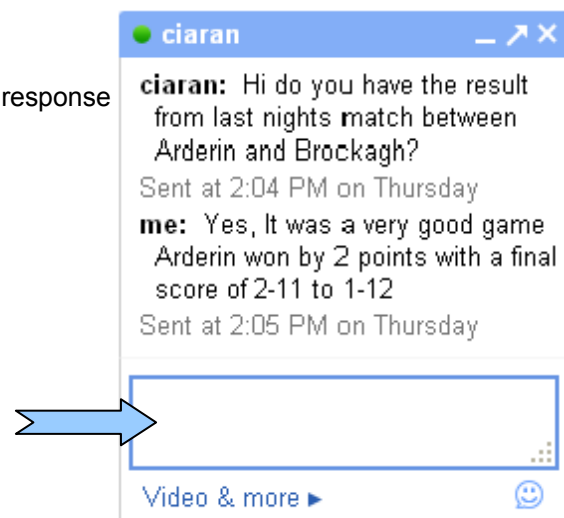 ciaran
response
ciaran: Hi do you have the result
from last nights match between
Arderin and Brockagh?
Sent at 2:04 PM on Thursday
me: Yes, It was a very good game
Arderin won by 2 points with a final
score of 2-11 to 1-12
Sent at 2:05 PM on Thursday
Video & more ▸